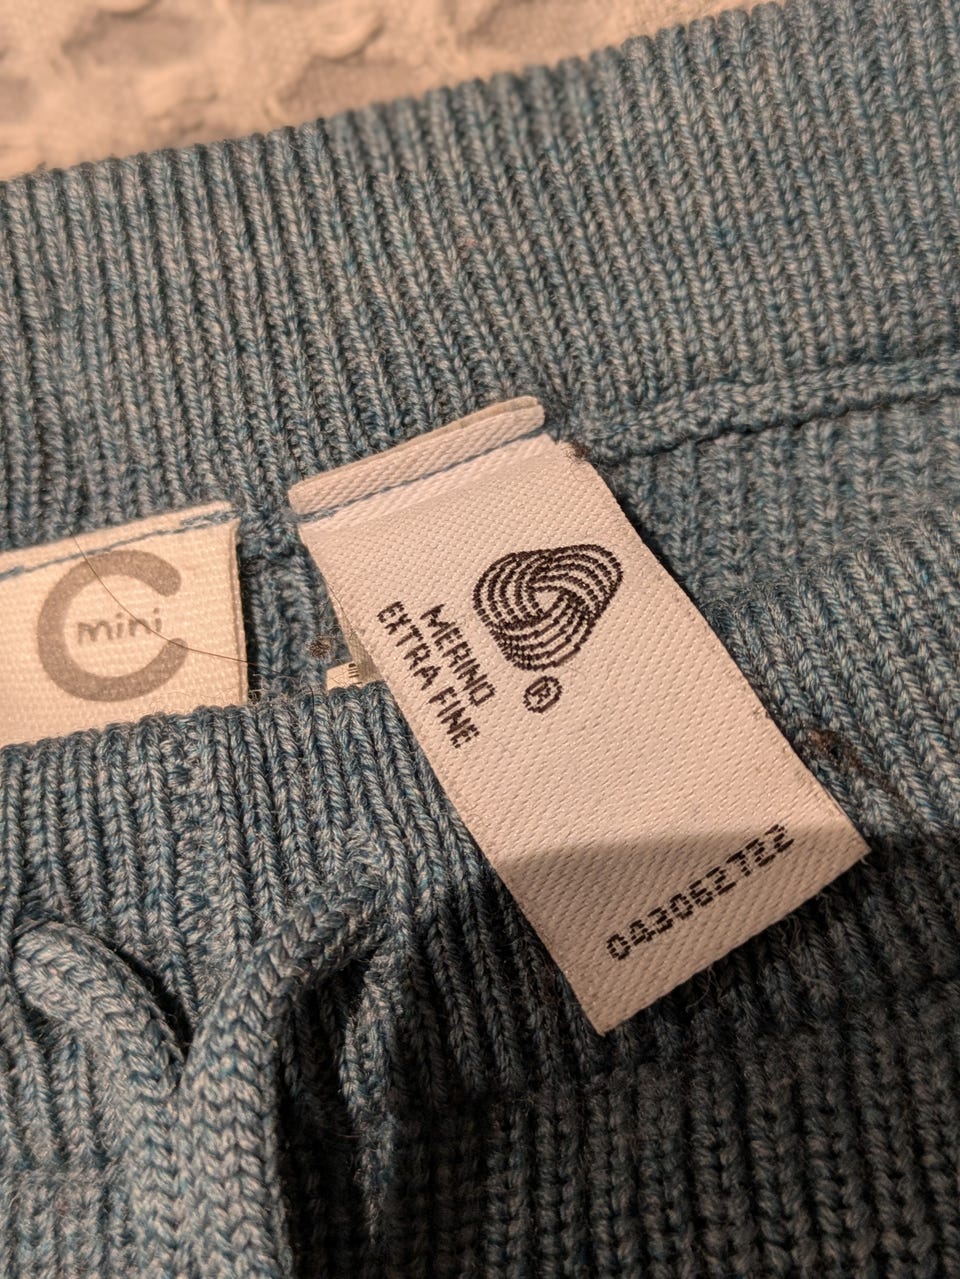 C
mini
MERINO
EXTRA FINE
®
043062722